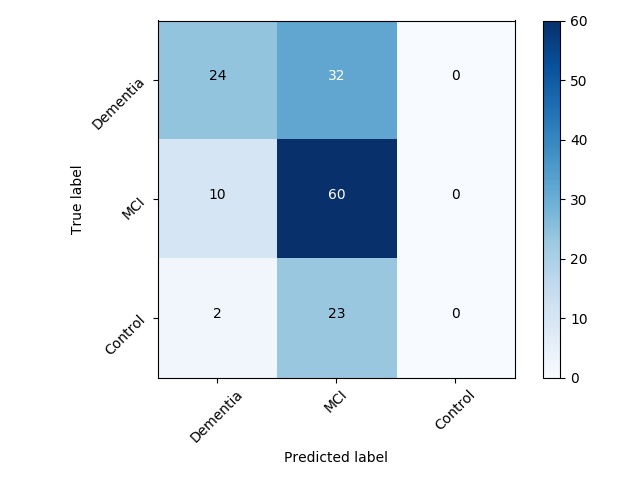 Dementia 24 32 0
MCI 10 60 0
Control 2 23 0
True label
Dementia MCI Control
Predicted label
60
50
40
30
20
10
0